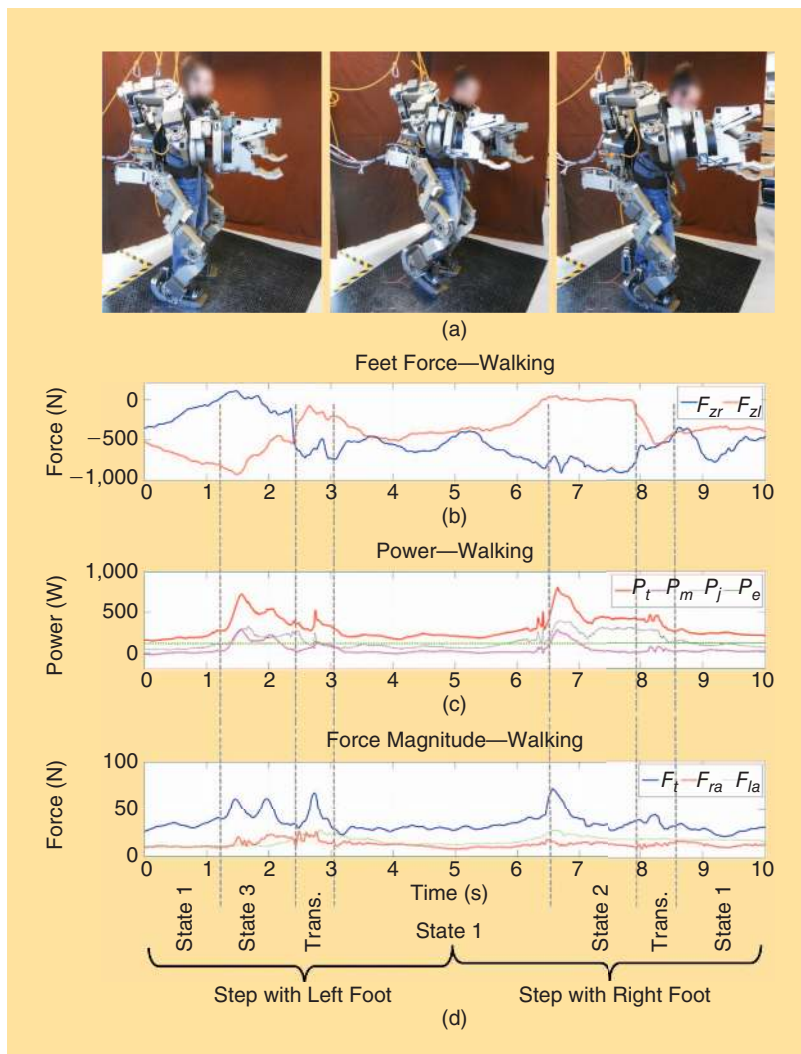 (a)
Feet Force—Walking
Force (N)
0
−500
−1,000
F_zr F_zl
0 1 2 3 4 5 6 7 8 9 10
(b)
Power—Walking
Power (W)
1,000
500
0
P_t P_m P_j P_e
0 1 2 3 4 5 6 7 8 9 10
(c)
Force Magnitude—Walking
Force (N)
100
50
0
F_t F_ra F_la
0 1 2 3 4 5 6 7 8 9 10
Time (s)
State 1
State 3
Trans.
State 1
State 2
Trans.
State 1
Step with Left Foot
Step with Right Foot
(d)